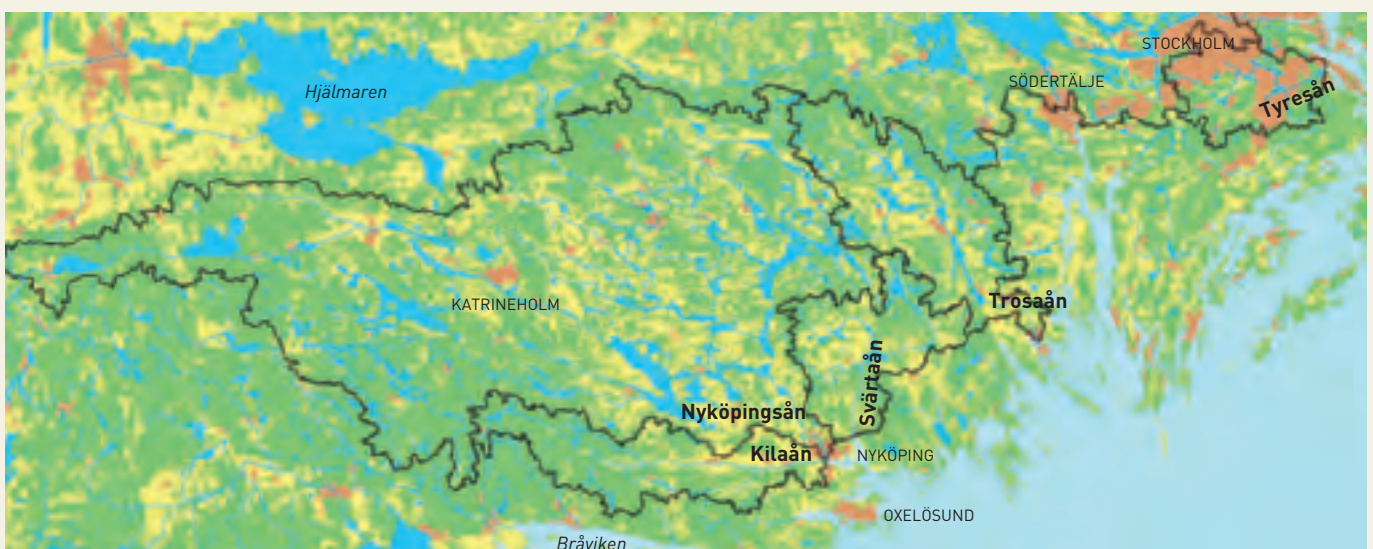 STOCKHOLM
SÖDERTÄLJE
Hjälmaren
Tyresån
KATRINEHOLM
Trosaån
Svärtaån
Nyköpingsån
Kilaån
NYKÖPING
OXELÖSUND
Bråviken